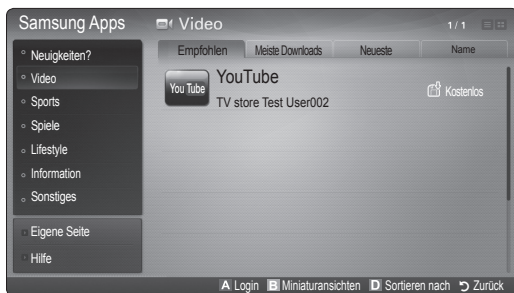 Samsung Apps
Video
1/1
Neuigkeiten?
Video
Sports
Spiele
Lifestyle
Information
Sonstiges
Eigene Seite
Hilfe
Empfohlen
Meiste Downloads
Neueste
Name
You Tube
YouTube
TV store Test User002
Kostenlos
A Login B Miniaturansichten D Sortieren nach Zurück